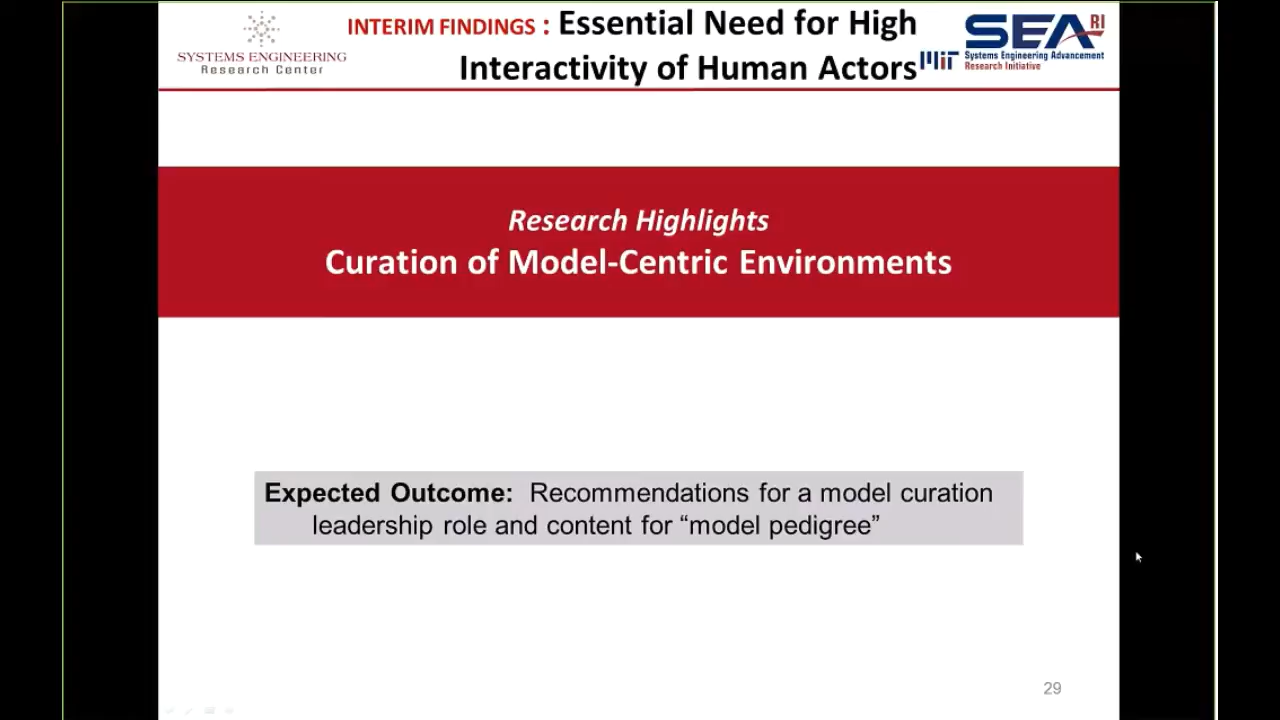 INTERIM FINDINGS : Essential Need for High
Interactivity of Human Actors
SYSTEMS ENGINEERING
Research Center
SEARI
MIT
Systems Engineering Advancement
Research Initiative
Research Highlights
Curation of Model-Centric Environments
Expected Outcome: Recommendations for a model curation
leadership role and content for “model pedigree”
29